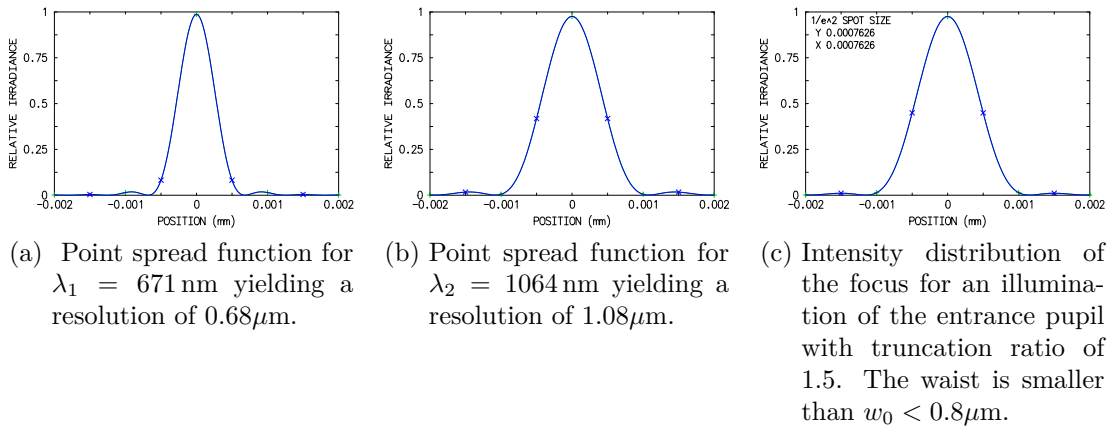 1
0.75
0.5
0.25
0
RELATIVE IRRADIANCE
-0.002
-0.001
0
0.001
0.002
POSITION (mm)
1
0.75
0.5
0.25
0
RELATIVE IRRADIANCE
-0.002
-0.001
0
0.001
0.002
POSITION (mm)
1
0.75
0.5
0.25
0
RELATIVE IRRADIANCE
1/e^2 SPOT SIZE
Y 0.0007626
X 0.0007626
-0.002
-0.001
0
0.001
0.002
POSITION (mm)
(a) Point spread function for
λ₁ = 671 nm yielding a
resolution of 0.68μm.
(b) Point spread function for
λ₂ = 1064 nm yielding a
resolution of 1.08μm.
(c) Intensity distribution of
the focus for an illumina-
tion of the entrance pupil
with truncation ratio of
1.5. The waist is smaller
than w₀ < 0.8μm.